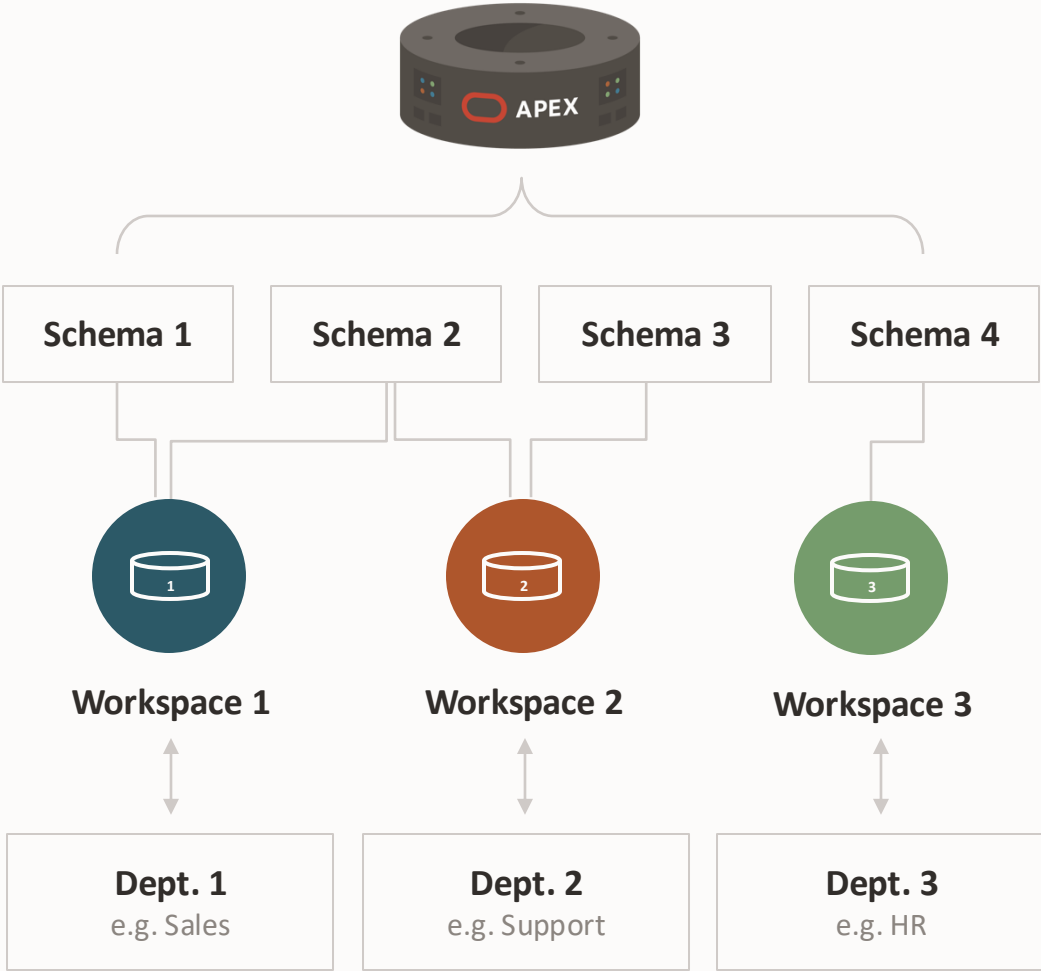 APEX
Schema 1
Schema 2
Schema 3
Schema 4
1
2
3
Workspace 1
Workspace 2
Workspace 3
Dept. 1
e.g. Sales
Dept. 2
e.g. Support
Dept. 3
e.g. HR